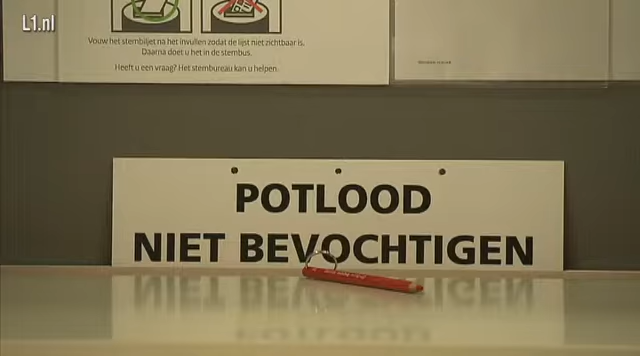 L1.nl
Vouw het stembiljet na het invullen zodat de lijst niet zichtbaar is.
Daarna doet u het in de stembus.
Heeft u een vraag? Het stembureau kan u helpen.
POTLOOD
NIET BEVOCHTIGEN